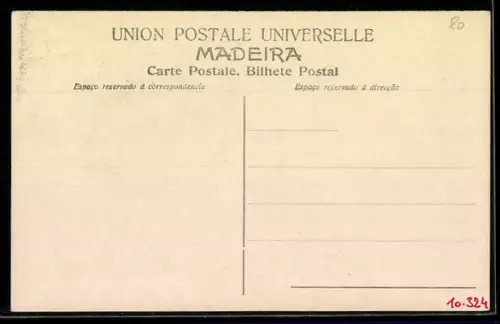 80
UNION POSTALE UNIVERSELLE
MADEIRA
Carte Postale. Bilhete Postal
Espaço reservado á correspondencia
Espaço reservado á direcção
10.324